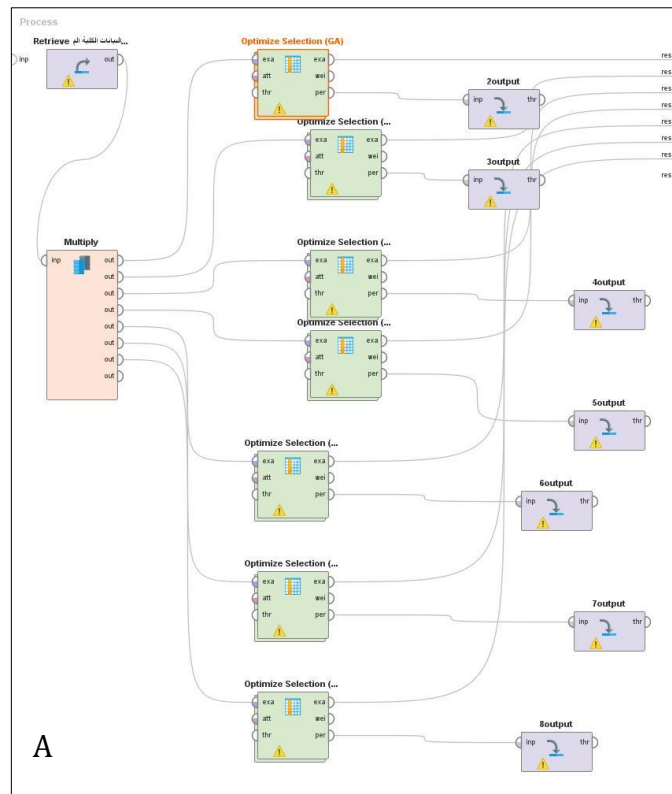 Process
Retrieve البيانات الكلية الم...
inp
out
Optimize Selection (GA)
exa exa
att wei
thr per
2output
inp thr
Optimize Selection (...
exa exa
att wei
thr per
3output
inp thr
res
res
res
res
res
res
res
res
Multiply
inp out
out
out
out
out
out
out
out
Optimize Selection (...
exa exa
att wei
thr per
4output
inp thr
Optimize Selection (...
exa exa
att wei
thr per
5output
inp thr
Optimize Selection (...
exa exa
att wei
thr per
6output
inp thr
Optimize Selection (...
exa exa
att wei
thr per
7output
inp thr
Optimize Selection (...
exa exa
att wei
thr per
8output
inp thr
A